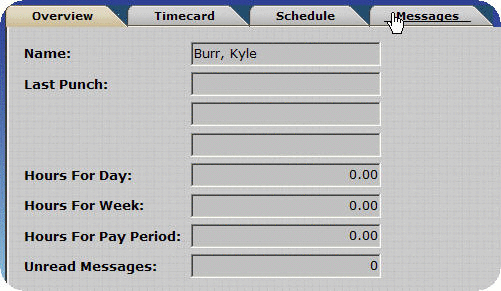 Overview Timecard Schedule Messages
Name: Burr, Kyle
Last Punch:
Hours For Day: 0.00
Hours For Week: 0.00
Hours For Pay Period: 0.00
Unread Messages: 0